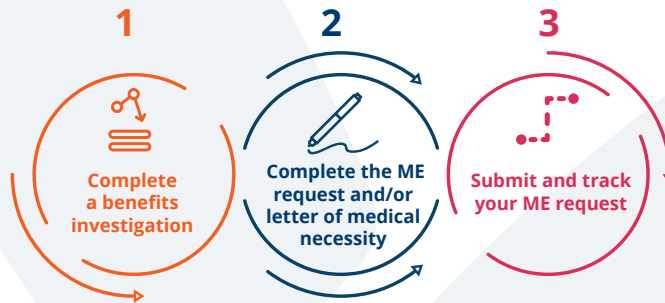 1
2
3
Complete
a benefits
investigation
Complete the ME
request and/or
letter of medical
necessity
Submit and track
your ME request